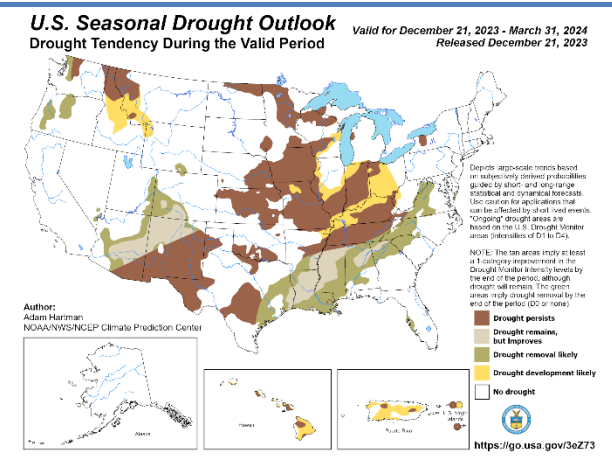 U.S. Seasonal Drought Outlook
Drought Tendency During the Valid Period
Valid for December 21, 2023 - March 31, 2024
Released December 21, 2023
Depicts large-scale trends based
on subjectively derived probabilities
guided by short- and long-range
statistical and dynamical forecasts.
Use caution for applications that
can be affected by short lived events.
"Ongoing" drought areas are
based on the U.S. Drought Monitor
areas (intensities of D1 to D4).
NOTE: The tan areas imply at least
a 1-category improvement in the
Drought Monitor intensity levels by
the end of the period, although
drought will remain. The green
areas imply drought removal by the
end of the period (D0 or none).
Author:
Adam Hartman
NOAA/NWS/NCEP Climate Prediction Center
Drought persists
Drought remains,
but improves
Drought removal likely
Drought development likely
No drought
Alaska
Hawaii
Puerto Rico
U.S. Virgin
Islands
https://go.usa.gov/3eZ73